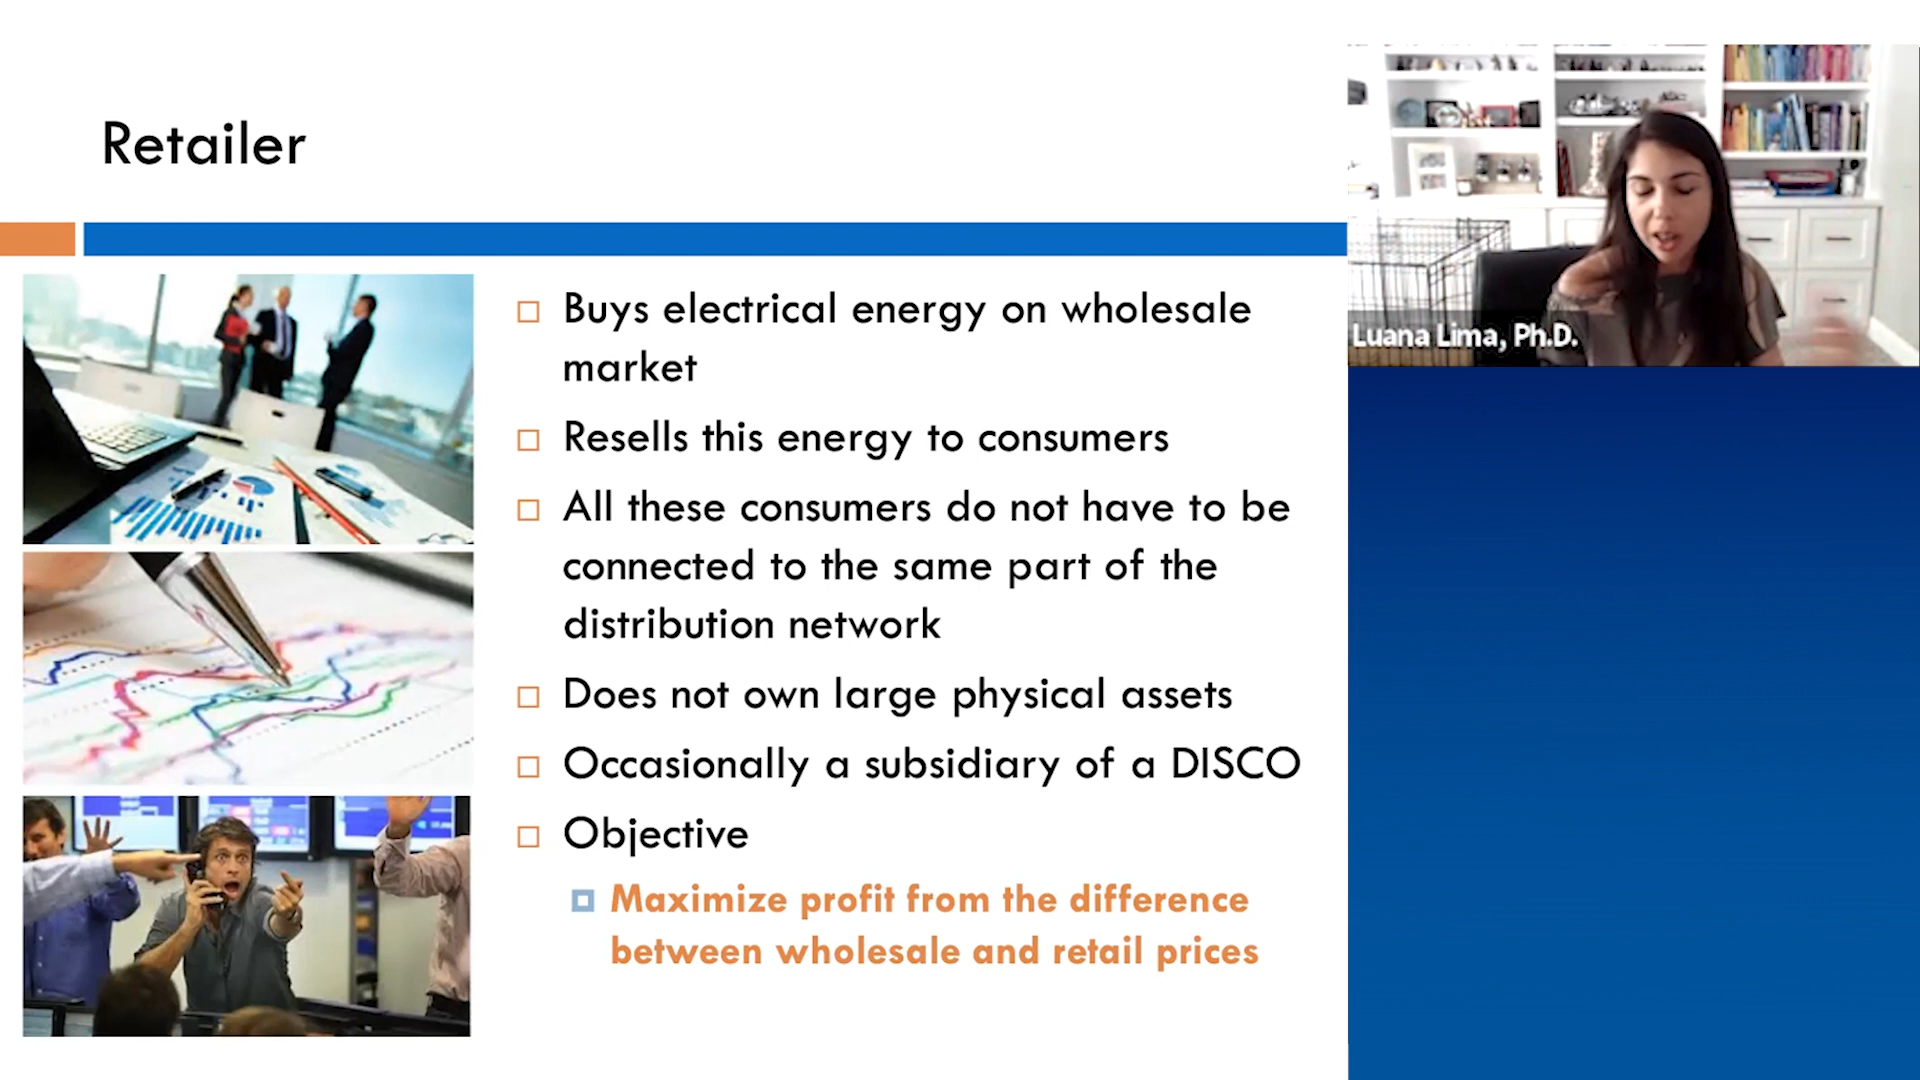 Retailer
Buys electrical energy on wholesale
market
Resells this energy to consumers
All these consumers do not have to be
connected to the same part of the
distribution network
Does not own large physical assets
Occasionally a subsidiary of a DISCO
Objective
Maximize profit from the difference
between wholesale and retail prices
Luana Lima, Ph.D.